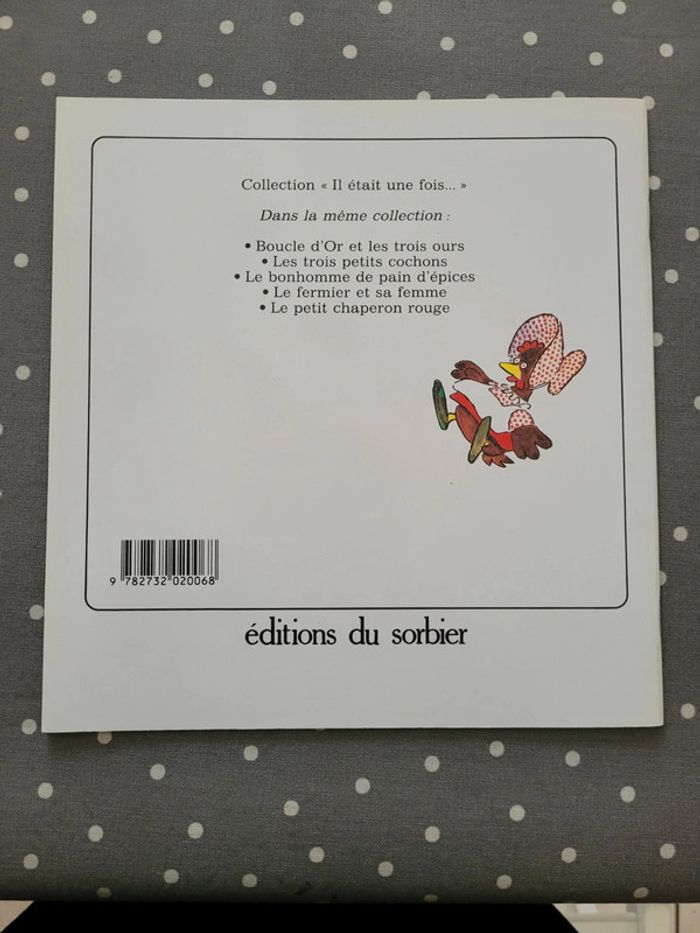 Collection « Il était une fois... »
Dans la même collection :
• Boucle d'Or et les trois ours
• Les trois petits cochons
• Le bonhomme de pain d'épices
• Le fermier et sa femme
• Le petit chaperon rouge
9 782732 020068
éditions du sorbier